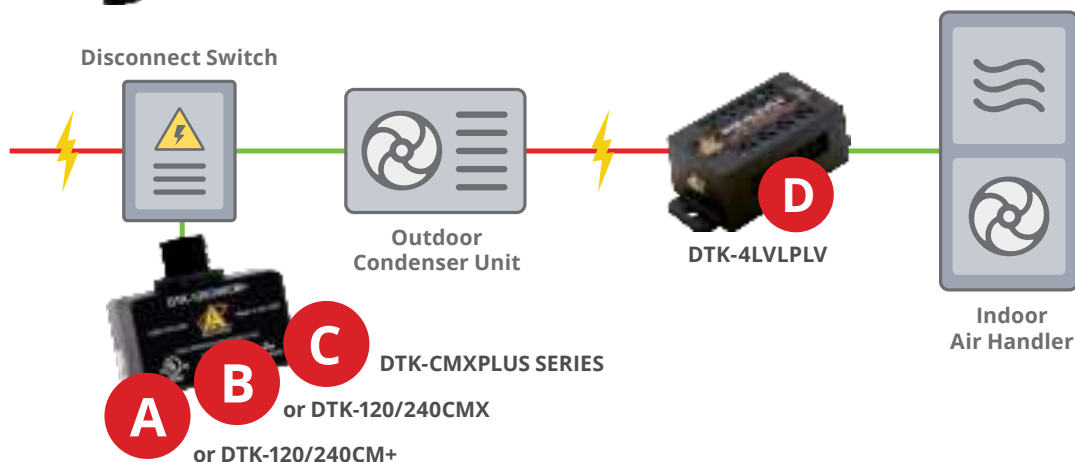 Disconnect Switch
Outdoor
Condenser Unit
D
DTK-4LVLPLV
Indoor
Air Handler
C
DTK-CMXPLUS SERIES
B
or DTK-120/240CMX
A
or DTK-120/240CM+